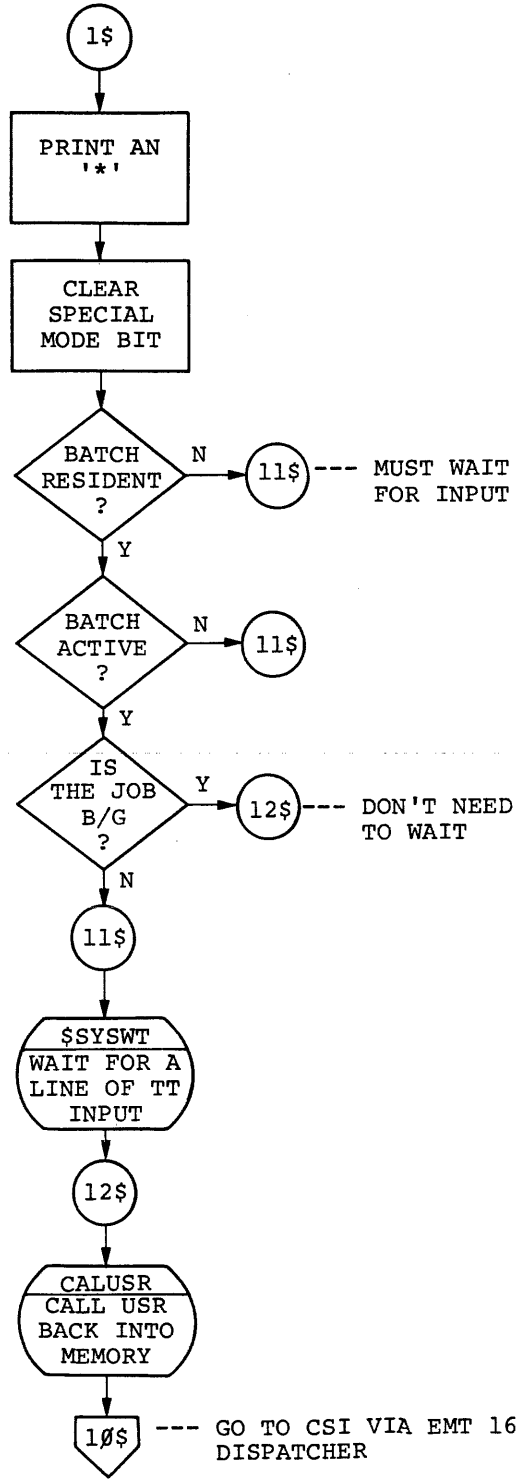 1$
PRINT AN
'*'
CLEAR
SPECIAL
MODE BIT
BATCH
RESIDENT
?
N
11$
--- MUST WAIT
FOR INPUT
Y
BATCH
ACTIVE
?
N
11$
Y
IS
THE JOB
B/G
?
Y
12$
--- DON'T NEED
TO WAIT
N
11$
$SYSWT
WAIT FOR A
LINE OF TT
INPUT
12$
CALUSR
CALL USR
BACK INTO
MEMORY
1Ø$
--- GO TO CSI VIA EMT 16
DISPATCHER